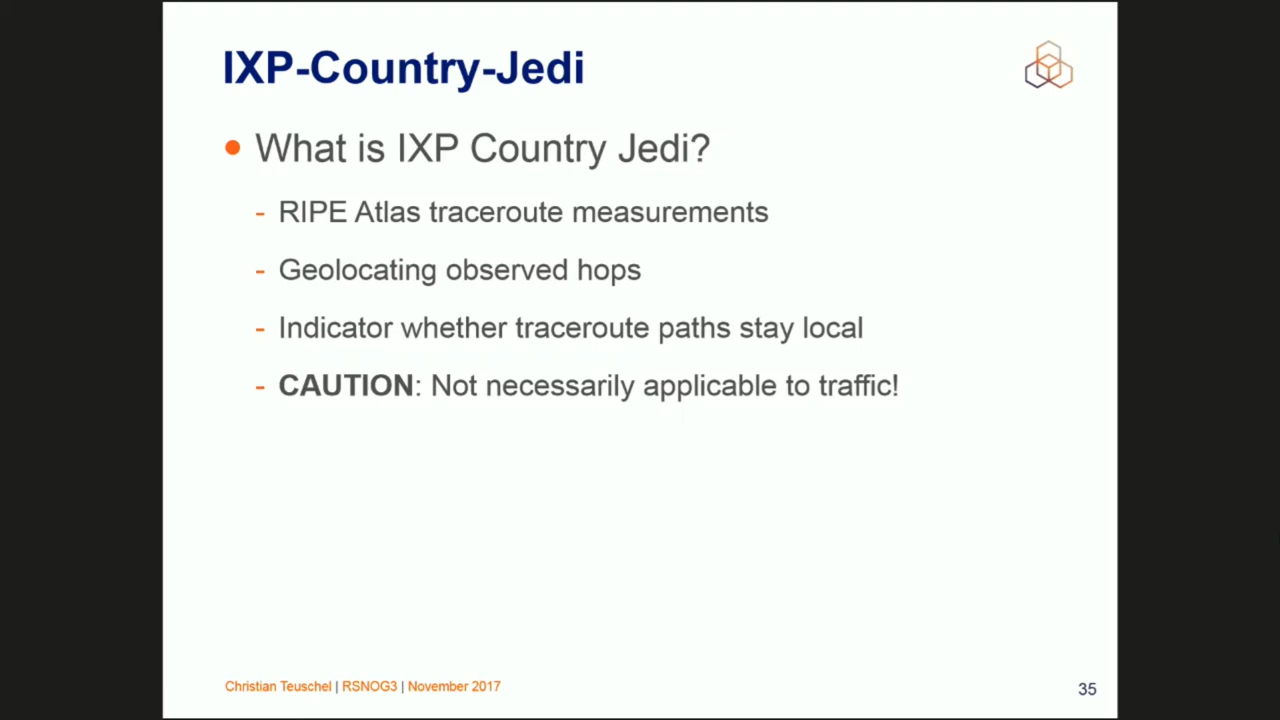 IXP-Country-Jedi
• What is IXP Country Jedi?
- RIPE Atlas traceroute measurements
- Geolocating observed hops
- Indicator whether traceroute paths stay local
- CAUTION: Not necessarily applicable to traffic!
Christian Teuschel | RSNOG3 | November 2017
35